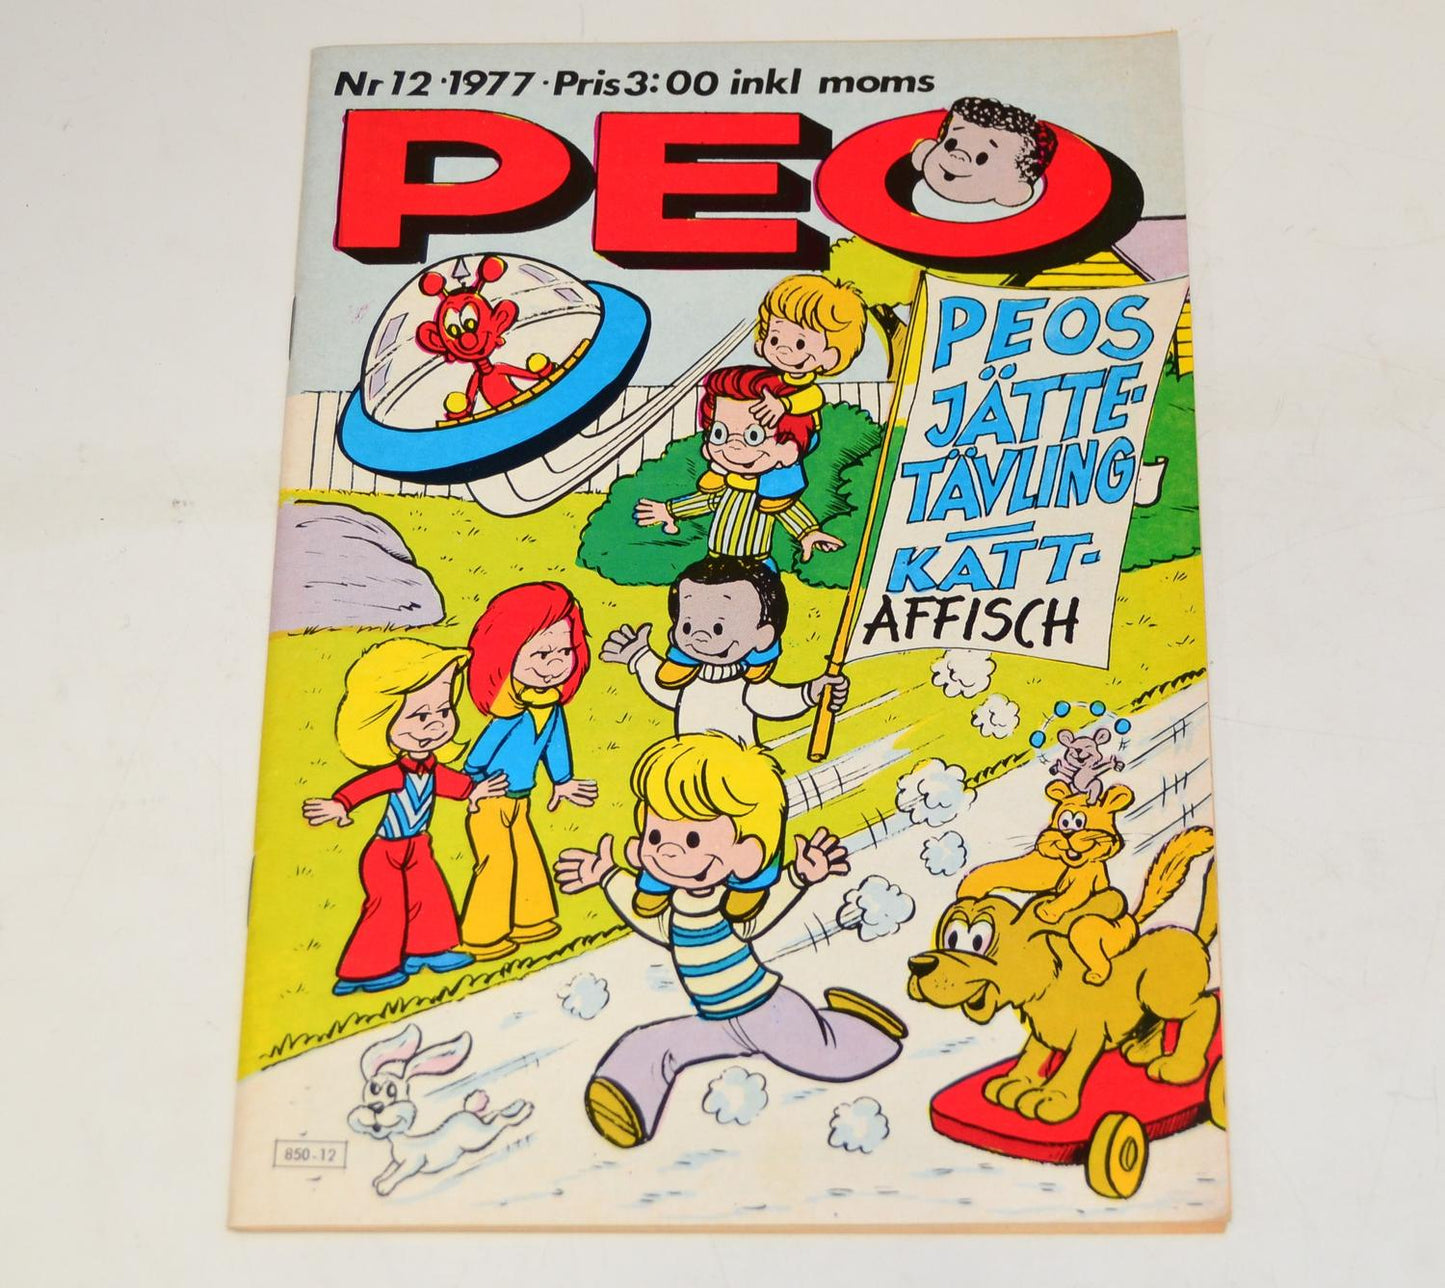 Nr 12 · 1977 · Pris 3:00 inkl moms
PEO
PEOS
JÄTTE-
TÄVLING
—
KATT-
AFFISCH
850-12